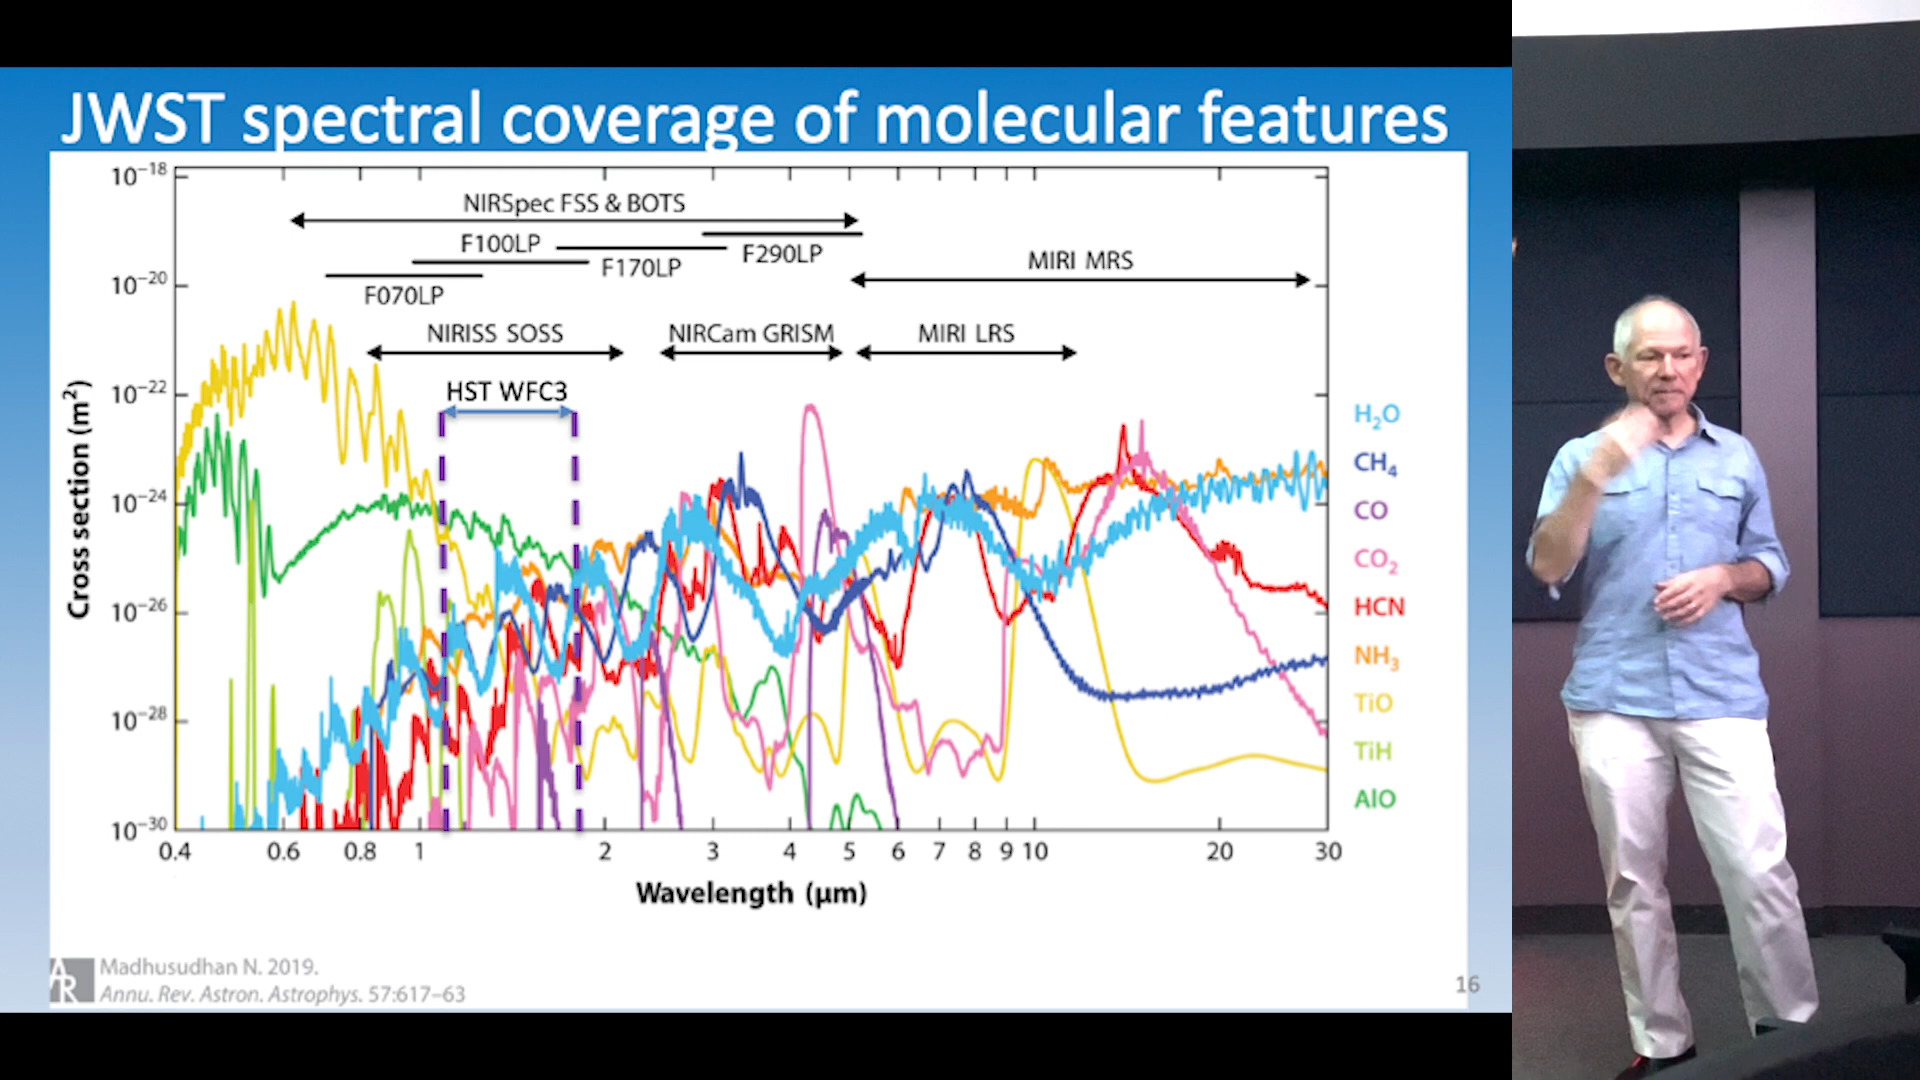 JWST spectral coverage of molecular features
10⁻¹⁸
10⁻²⁰
10⁻²²
10⁻²⁴
10⁻²⁶
10⁻²⁸
10⁻³⁰
Cross section (m²)
NIRSpec FSS & BOTS
F100LP
F290LP
F170LP
F070LP
MIRI MRS
NIRISS SOSS
NIRCam GRISM
MIRI LRS
HST WFC3
H₂O
CH₄
CO
CO₂
HCN
NH₃
TiO
TiH
AlO
0.4 0.6 0.8 1 2 3 4 5 6 7 8 9 10 20 30
Wavelength (μm)
AR
Madhusudhan N. 2019.
Annu. Rev. Astron. Astrophys. 57:617–63
16